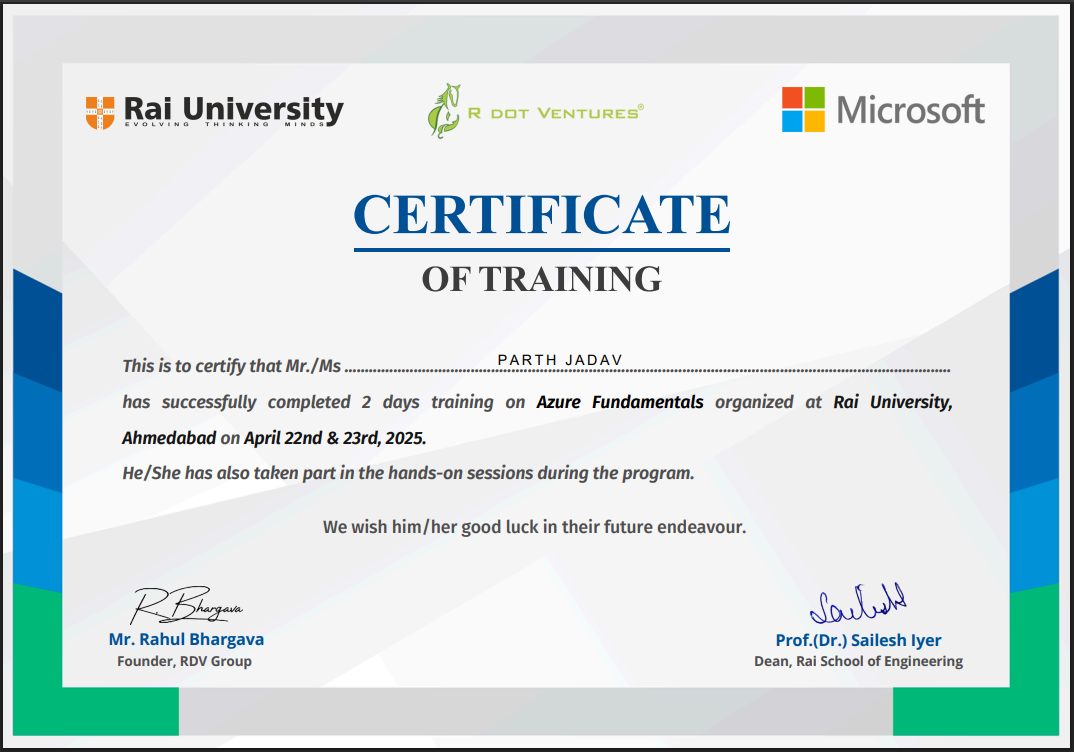 Rai University
EVOLVING THINKING MINDS
R DOT VENTURES®
Microsoft
CERTIFICATE
OF TRAINING
This is to certify that Mr./Ms ................PARTH JADAV................
has successfully completed 2 days training on Azure Fundamentals organized at Rai University,
Ahmedabad on April 22nd & 23rd, 2025.
He/She has also taken part in the hands-on sessions during the program.
We wish him/her good luck in their future endeavour.
R. Bhargava
Mr. Rahul Bhargava
Founder, RDV Group
Sailesh
Prof.(Dr.) Sailesh Iyer
Dean, Rai School of Engineering